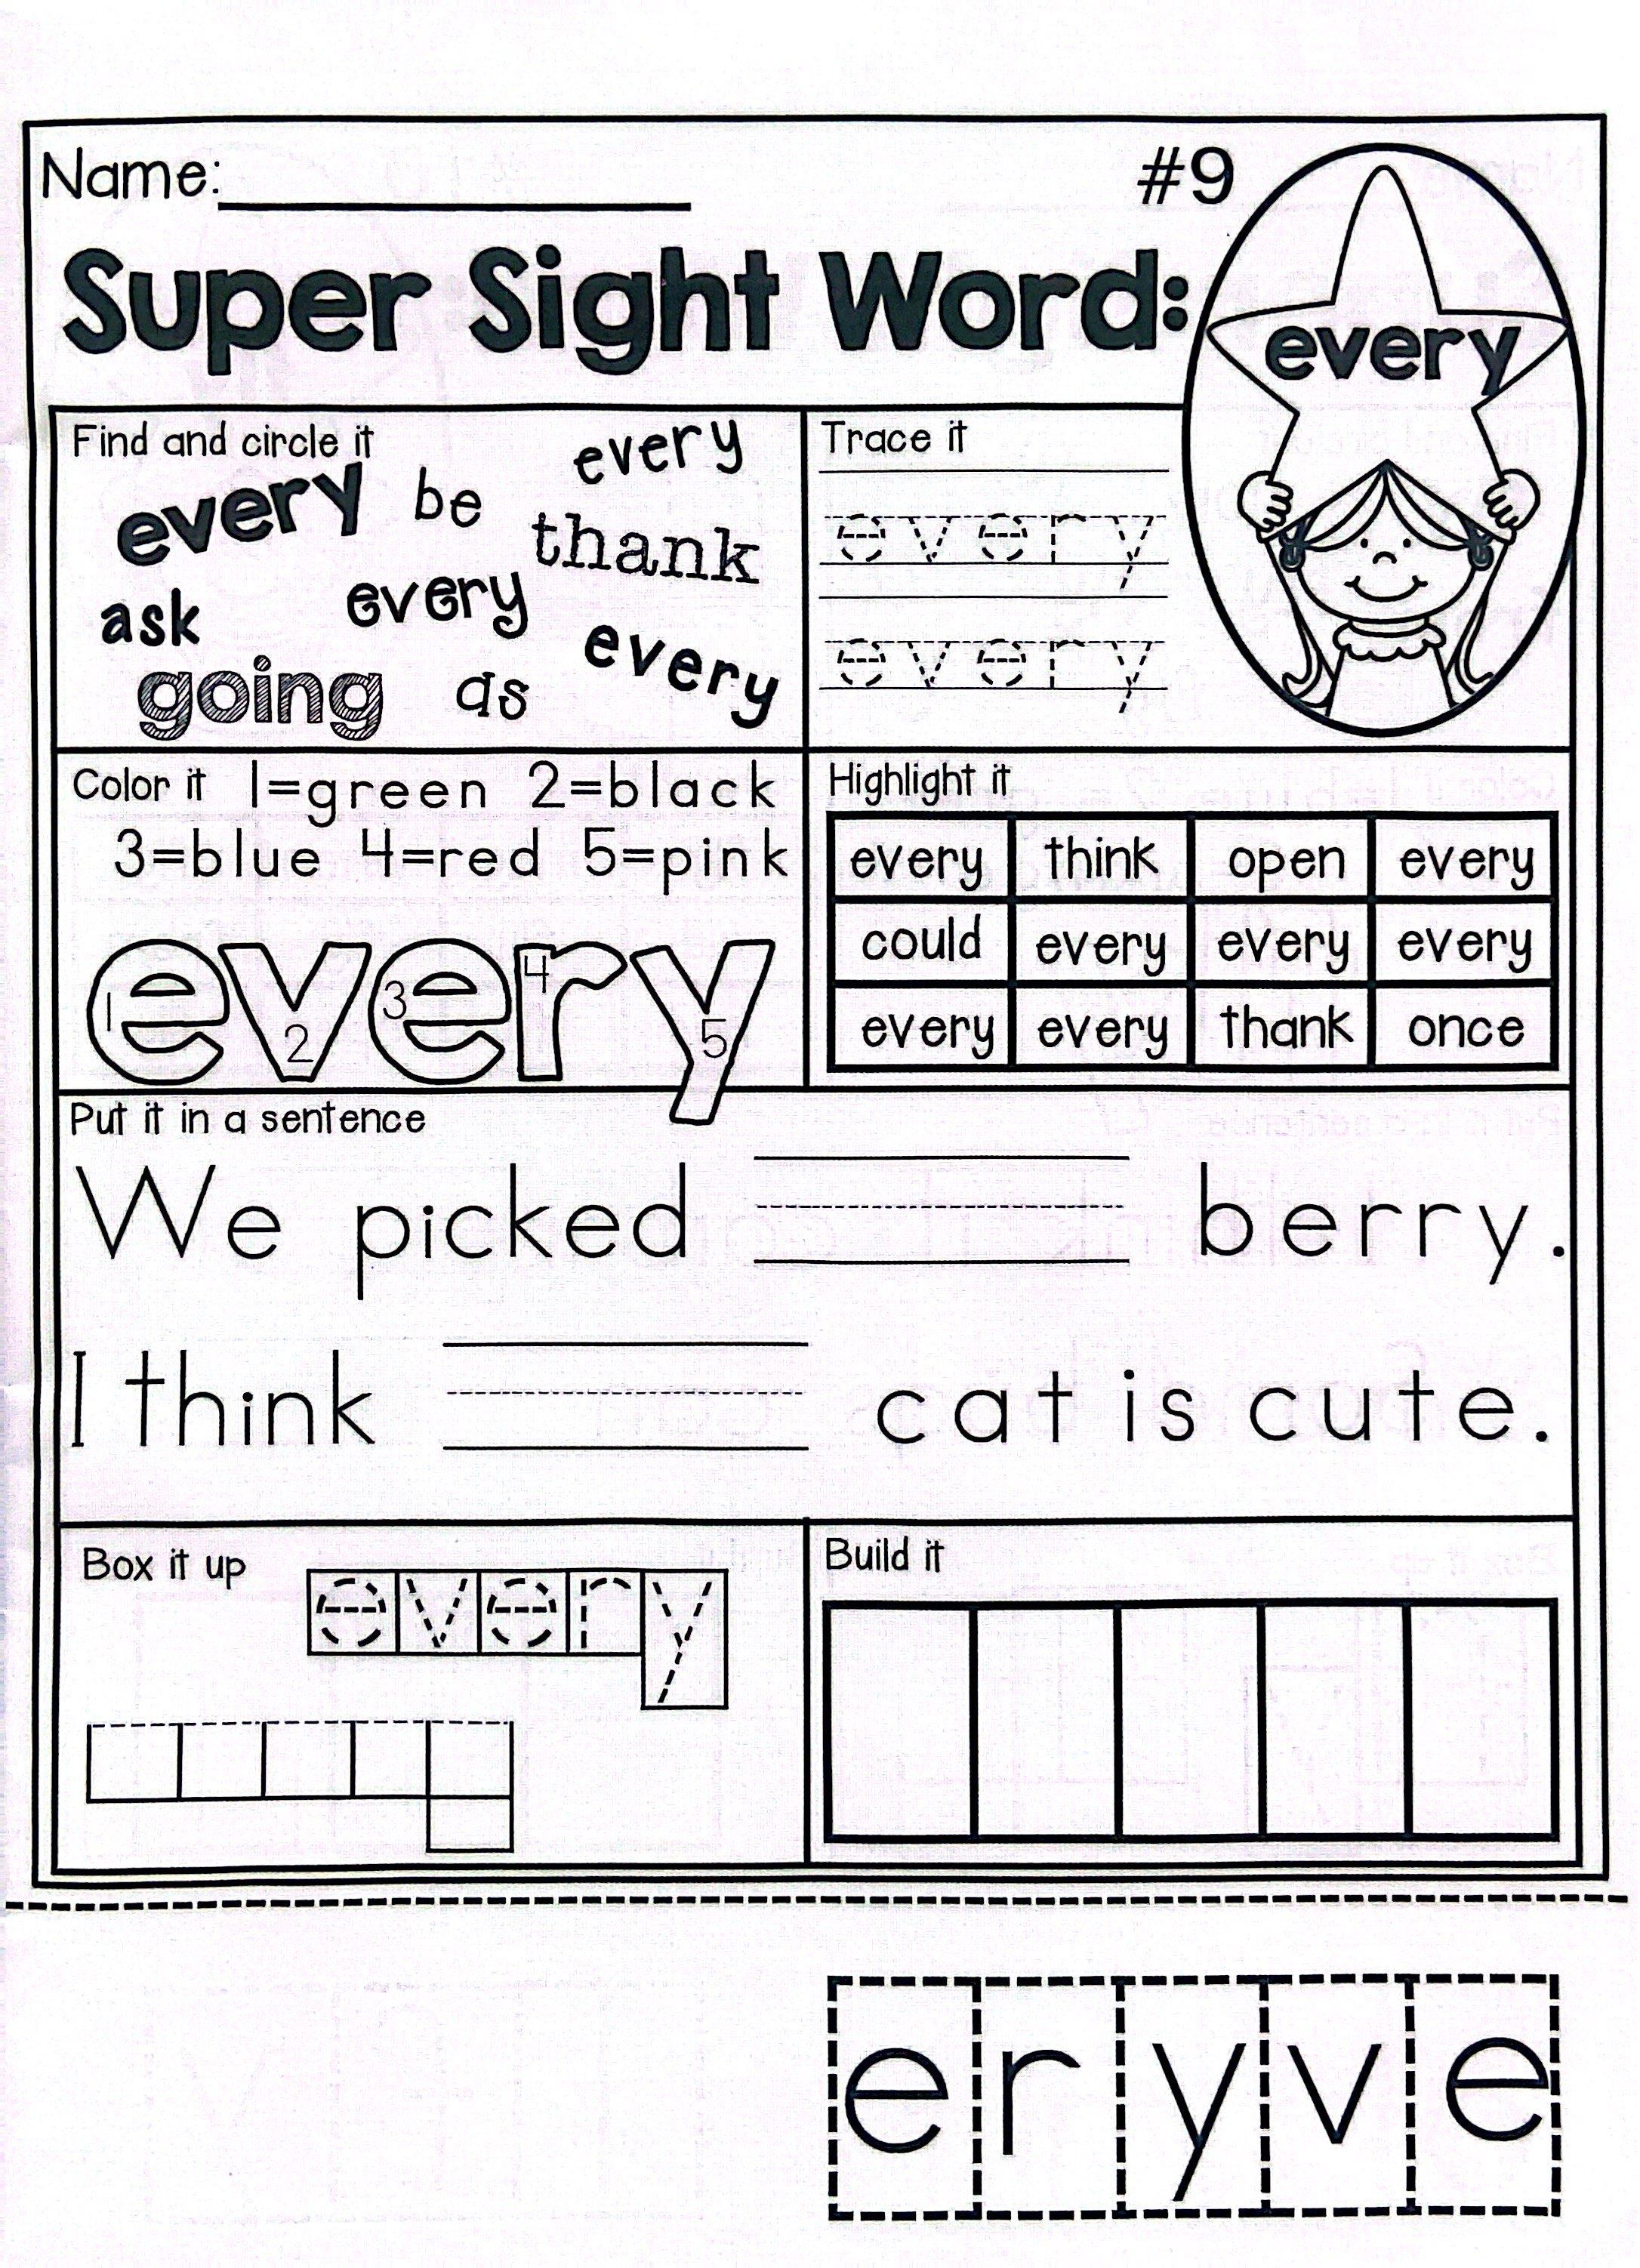 Name:
#9
Super Sight Word:
every
Find and circle it
every
every be
thank
ask every
every
going as
Trace it
every
every
Color it 1=green 2=black
3=blue 4=red 5=pink
every
1 2 3 4 5
Highlight it
every think open every
could every every every
every every thank once
Put it in a sentence
We picked berry.
I think cat is cute.
Box it up
every
Build it
e r y v e